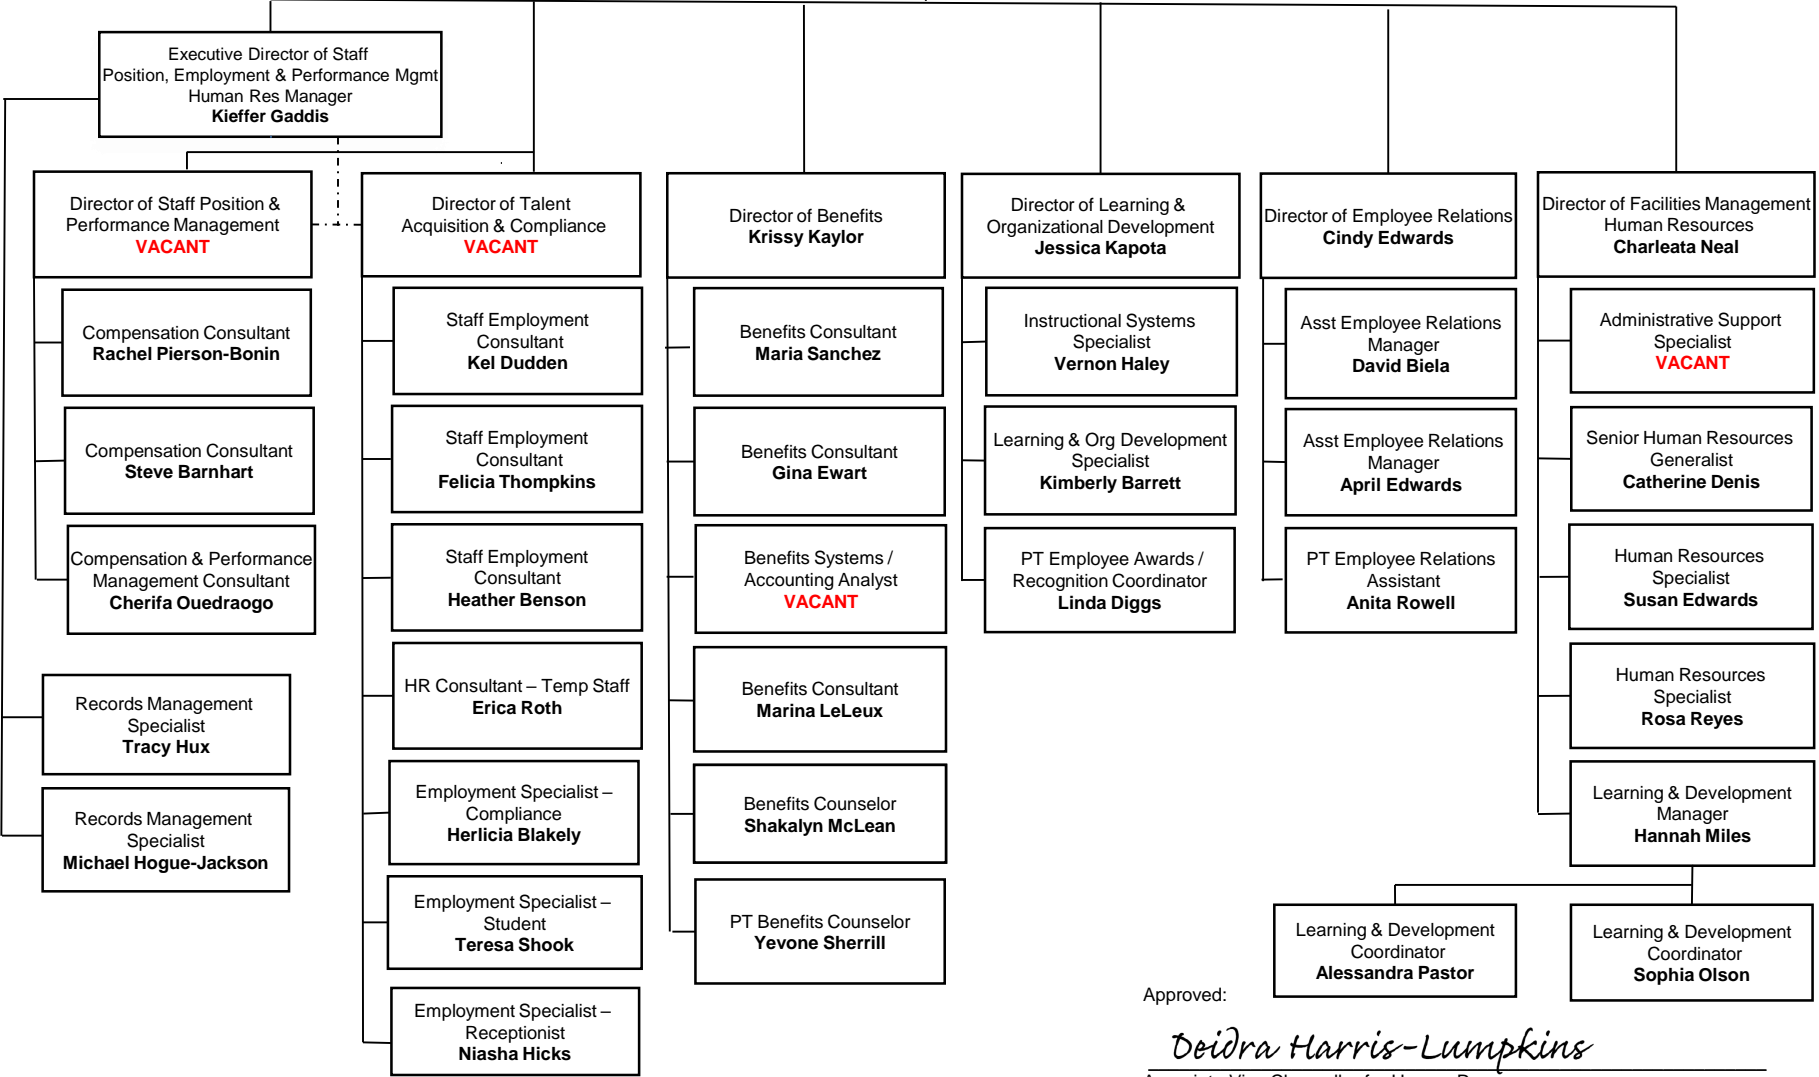 Executive Director of Staff
Position, Employment & Performance Mgmt
Human Res Manager
Kieffer Gaddis
Director of Staff Position &
Performance Management
VACANT
Compensation Consultant
Rachel Pierson-Bonin
Compensation Consultant
Steve Barnhart
Compensation & Performance
Management Consultant
Cherifa Ouedraogo
Records Management
Specialist
Tracy Hux
Records Management
Specialist
Michael Hogue-Jackson
Director of Talent
Acquisition & Compliance
VACANT
Staff Employment
Consultant
Kel Dudden
Staff Employment
Consultant
Felicia Thompkins
Staff Employment
Consultant
Heather Benson
HR Consultant – Temp Staff
Erica Roth
Employment Specialist –
Compliance
Herlicia Blakely
Employment Specialist –
Student
Teresa Shook
Employment Specialist –
Receptionist
Niasha Hicks
Director of Benefits
Krissy Kaylor
Benefits Consultant
Maria Sanchez
Benefits Consultant
Gina Ewart
Benefits Systems /
Accounting Analyst
VACANT
Benefits Consultant
Marina LeLeux
Benefits Counselor
Shakalyn McLean
PT Benefits Counselor
Yevone Sherrill
Director of Learning &
Organizational Development
Jessica Kapota
Instructional Systems
Specialist
Vernon Haley
Learning & Org Development
Specialist
Kimberly Barrett
PT Employee Awards /
Recognition Coordinator
Linda Diggs
Director of Employee Relations
Cindy Edwards
Asst Employee Relations
Manager
David Biela
Asst Employee Relations
Manager
April Edwards
PT Employee Relations
Assistant
Anita Rowell
Director of Facilities Management
Human Resources
Charleata Neal
Administrative Support
Specialist
VACANT
Senior Human Resources
Generalist
Catherine Denis
Human Resources
Specialist
Susan Edwards
Human Resources
Specialist
Rosa Reyes
Learning & Development
Manager
Hannah Miles
Learning & Development
Coordinator
Alessandra Pastor
Learning & Development
Coordinator
Sophia Olson
Approved:
Deidra Harris-Lumpkins